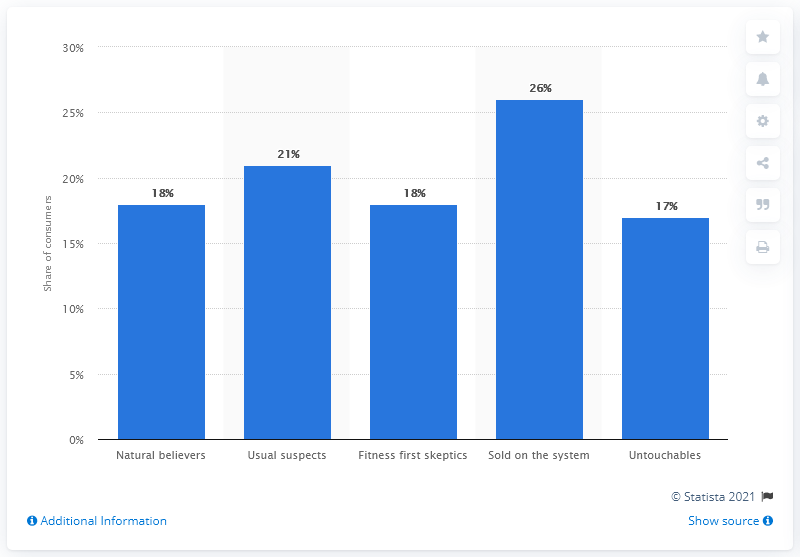 30%
25%
20%
15%
10%
5%
0%
Share of consumers
18%
21%
18%
26%
17%
Natural believers
Usual suspects
Fitness first skeptics
Sold on the system
Untouchables
© Statista 2021
Additional Information
Show source